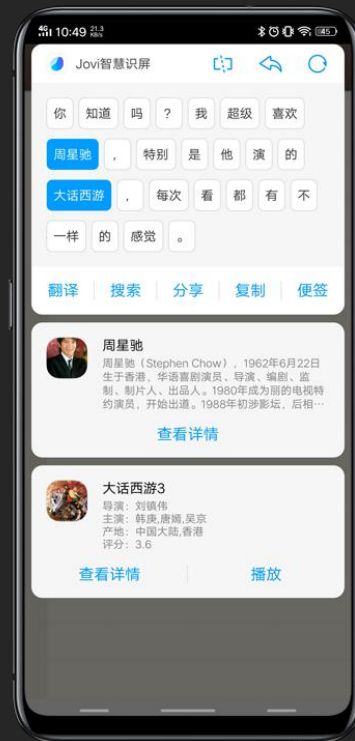 4G 10:49 21.3 KB/s 45
Jovi智慧识屏
你 知道 吗 ? 我 超级 喜欢
周星驰 , 特别 是 他 演 的
大话西游 , 每次 看 都 有 不
一样 的 感觉 。
翻译 搜索 分享 复制 便签
周星驰
周星驰(Stephen Chow),1962年6月22日
生于香港,华语喜剧演员、导演、编剧、监
制、制片人、出品人。1980年成为丽的电视特
约演员,开始出道。1988年初涉影坛,后相…
查看详情
大话西游3
导演:刘镇伟
主演:韩庚,唐嫣,吴京
产地:中国大陆,香港
评分:3.6
查看详情 播放